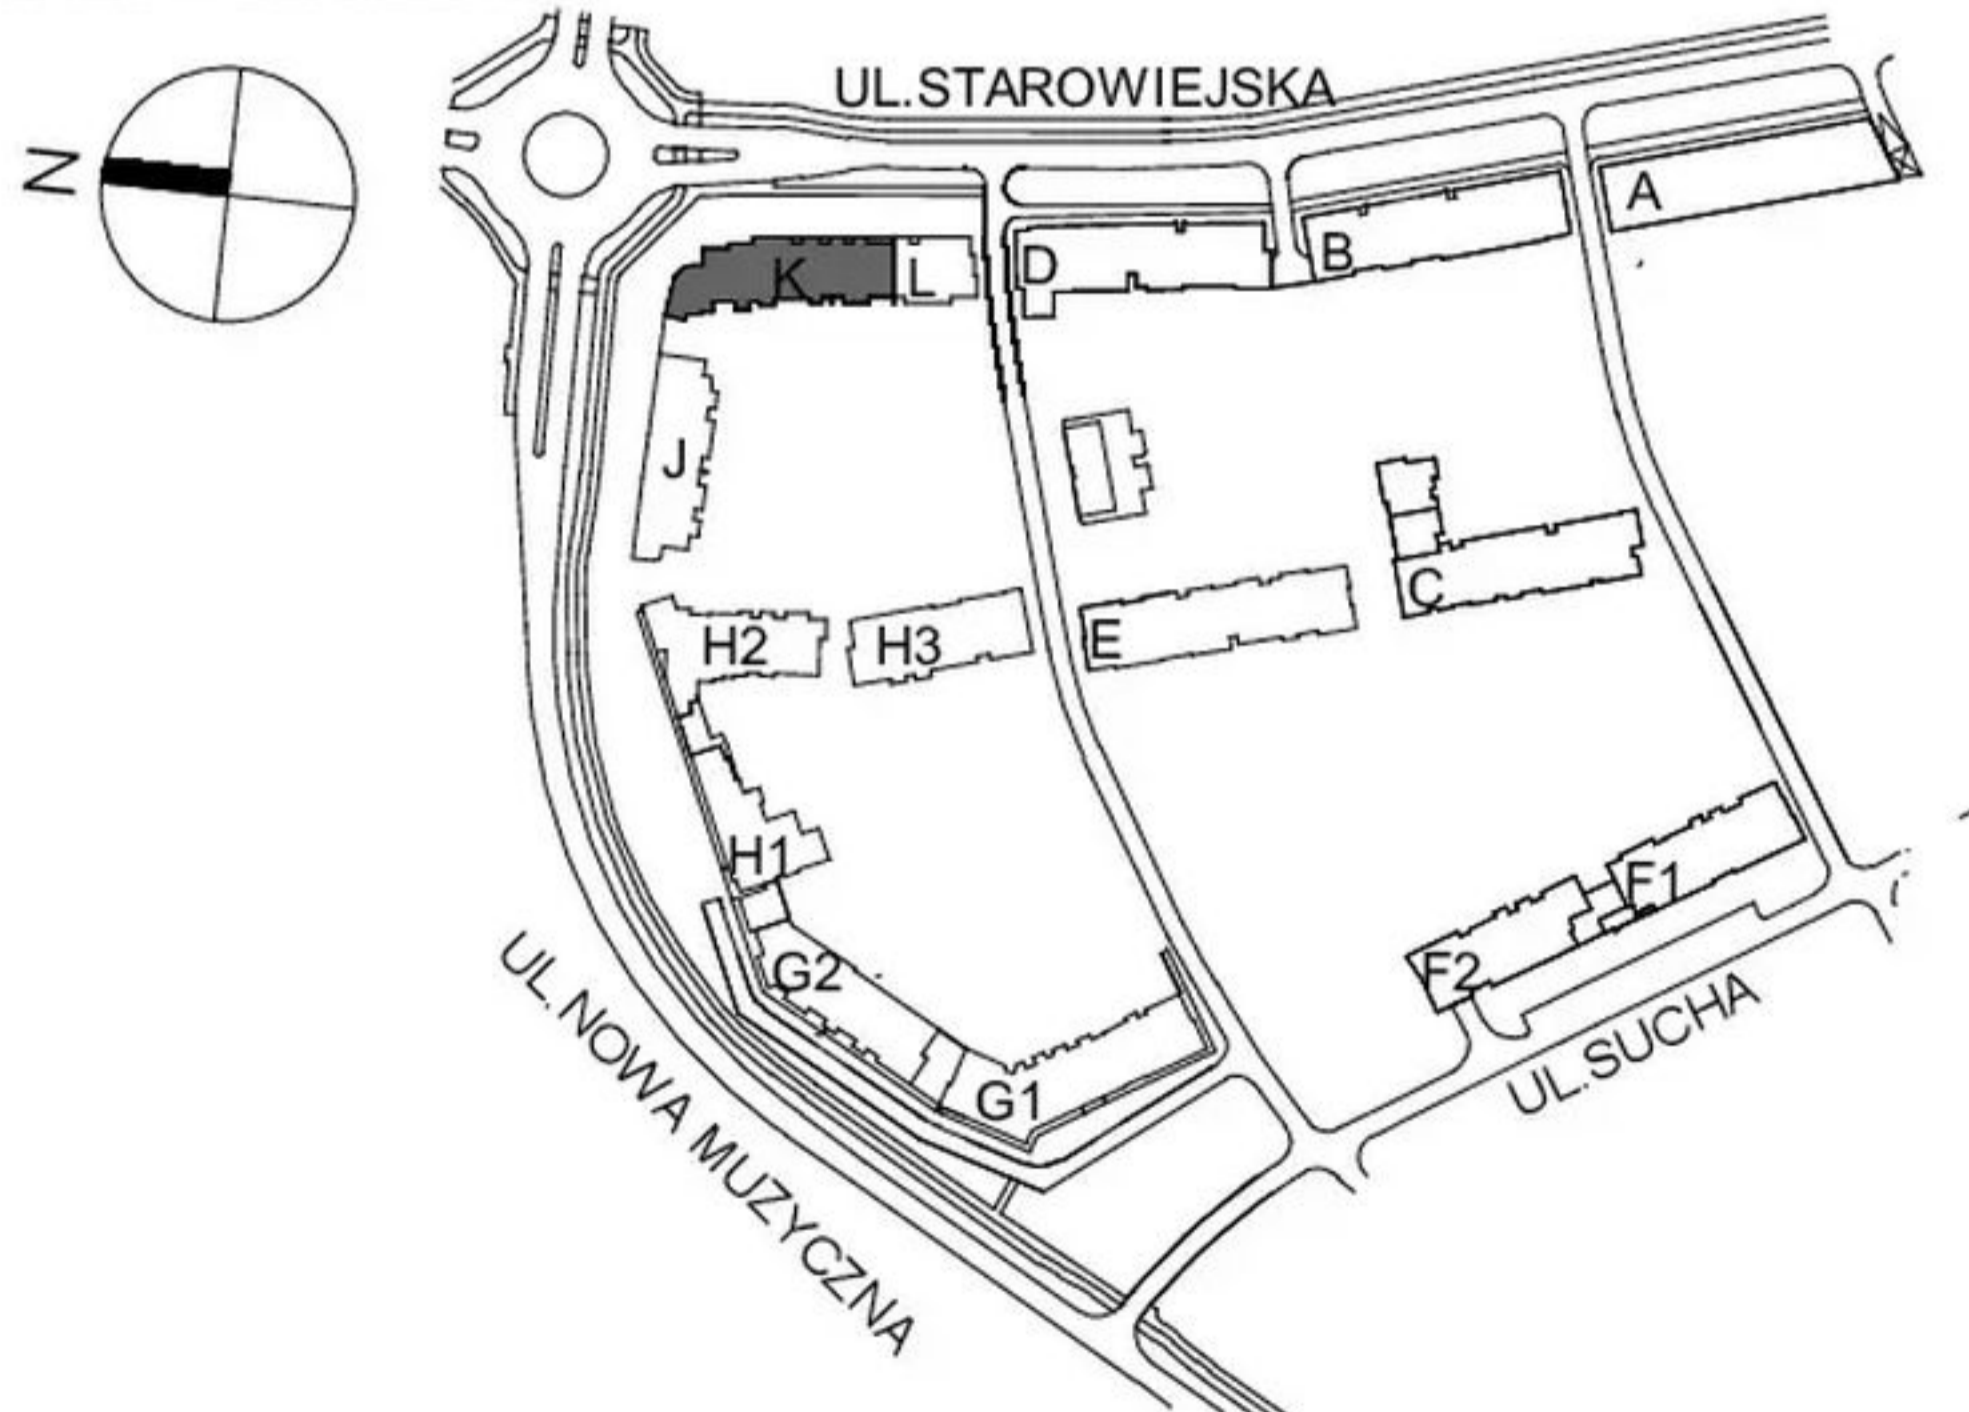 UL.STAROWIEJSKA
N
A
B
K
L
D
J
C
H2
H3
E
H1
F1
G2
F2
G1
UL.SUCHA
UL. NOWA MUZYCZNA